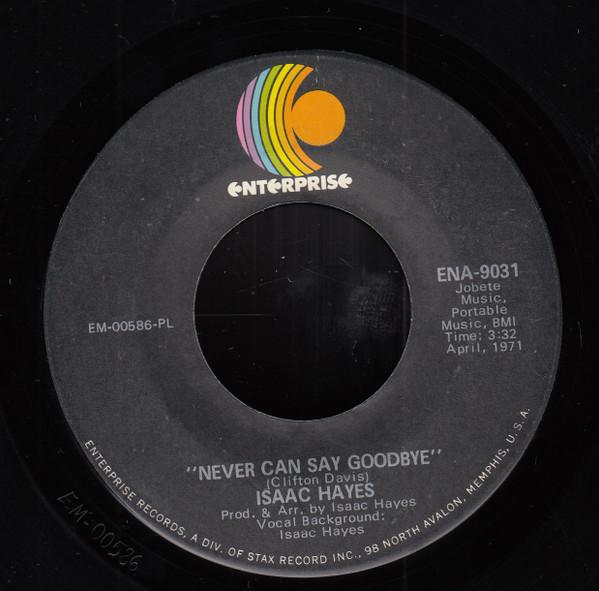 ENTERPRISE
ENA-9031
Jobete
Music,
Portable
Music, BMI
Time: 3:32
April, 1971
EM-00586-PL
"NEVER CAN SAY GOODBYE"
(Clifton Davis)
ISAAC HAYES
Prod. & Arr. by Isaac Hayes
Vocal Background:
Isaac Hayes
ENTERPRISE RECORDS, A DIV. OF STAX RECORD INC., 98 NORTH AVALON, MEMPHIS, U.S.A.
EM-00526